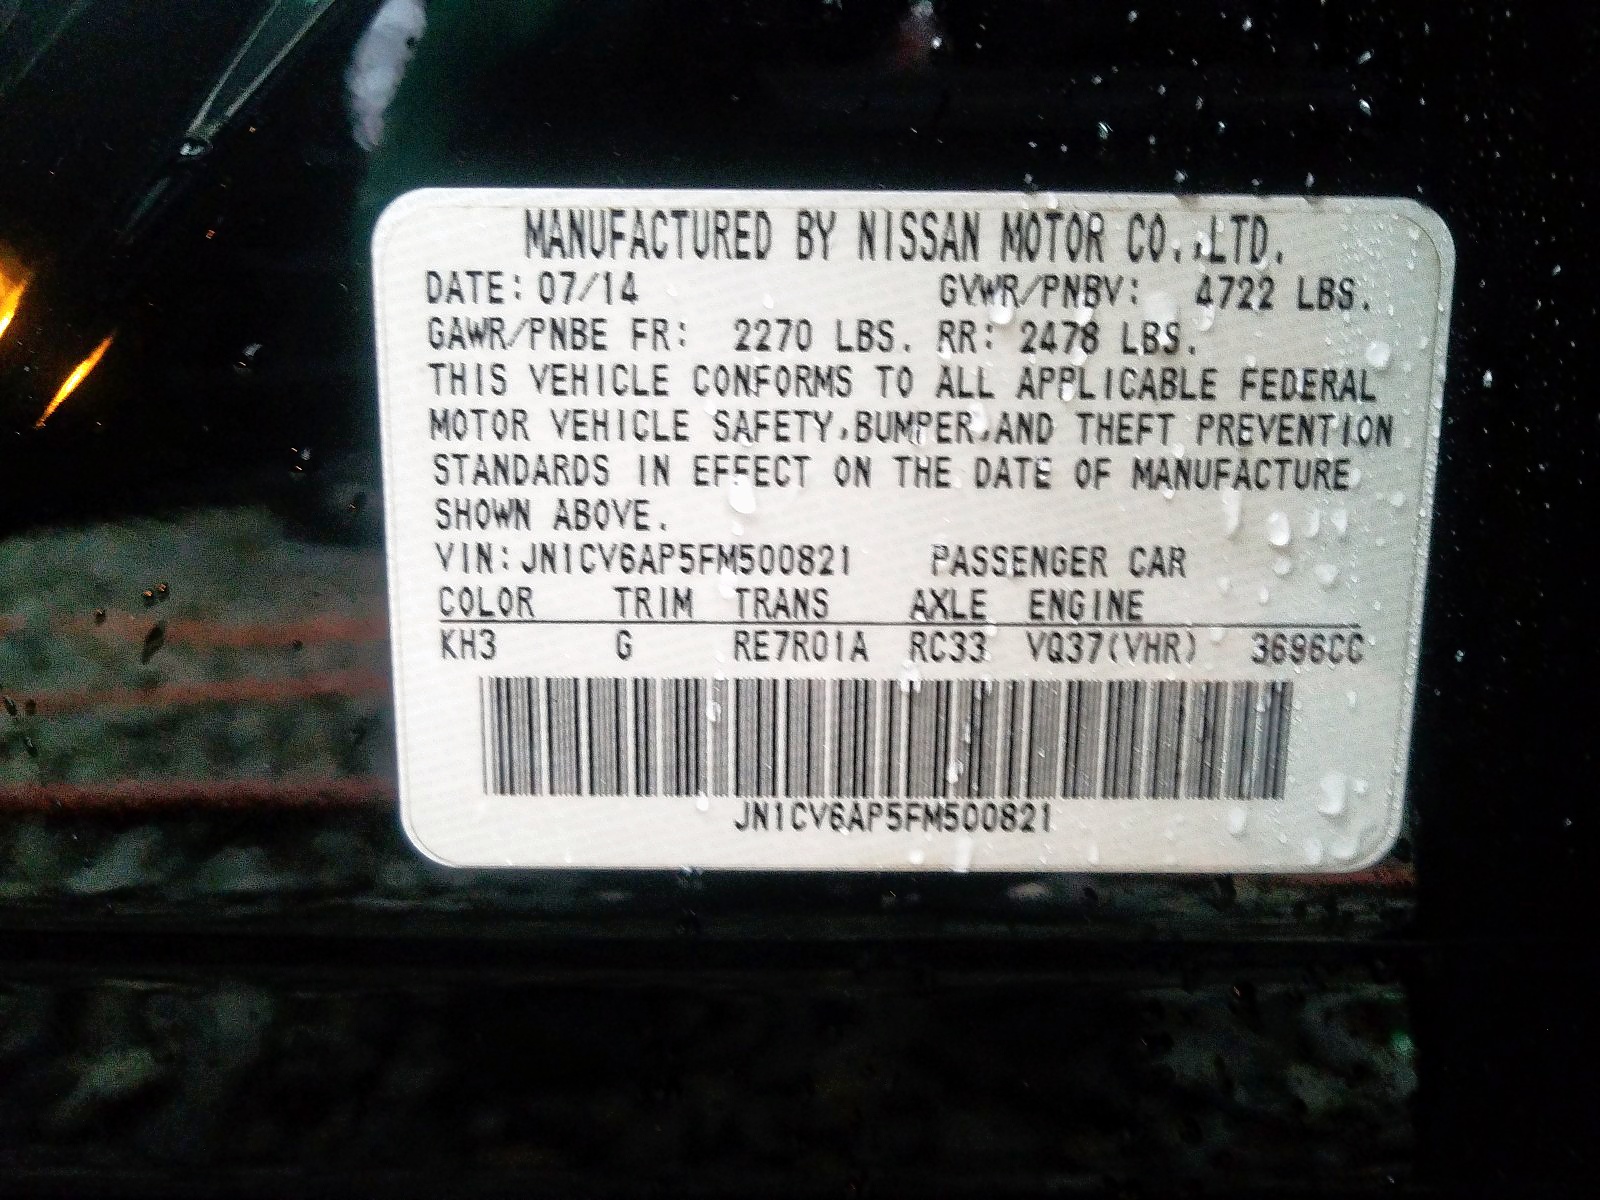 MANUFACTURED BY NISSAN MOTOR CO.,LTD.
DATE: 07/14 GVWR/PNBV: 4722 LBS.
GAWR/PNBE FR: 2270 LBS. RR: 2478 LBS.
THIS VEHICLE CONFORMS TO ALL APPLICABLE FEDERAL
MOTOR VEHICLE SAFETY,BUMPER,AND THEFT PREVENTION
STANDARDS IN EFFECT ON THE DATE OF MANUFACTURE
SHOWN ABOVE.
VIN:JN1CV6AP5FM500821 PASSENGER CAR
COLOR TRIM TRANS AXLE ENGINE
KH3 G RE7R01A RC33 VQ37(VHR) 3696CC
JN1CV6AP5FM500821